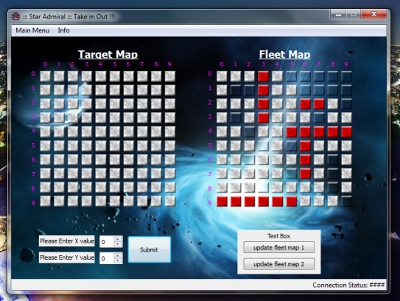 :: Star Admiral :: Take'm Out !!!
Main Menu Info
Target Map
0 1 2 3 4 5 6 7 8 9
0
1
2
3
4
5
6
7
8
9
Fleet Map
0 1 2 3 4 5 6 7 8 9
0
1
2
3
4
5
6
7
8
9
Please Enter X value 0
Please Enter Y value 0
Submit
Test Box
update fleet map 1
update fleet map 2
Connection Status: ####